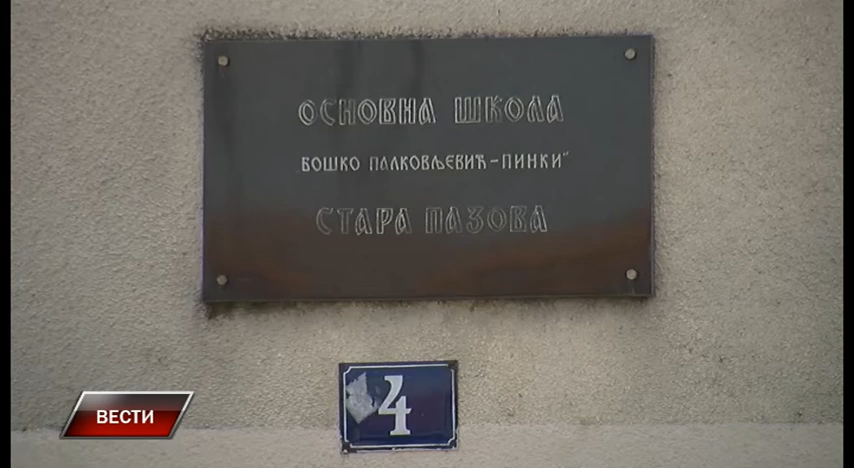 ОСНОВНА ШКОЛА
„БОШКО ПАЛКОВЉЕВИЋ-ПИНКИ“
СТАРА ПАЗОВА
4
ВЕСТИ